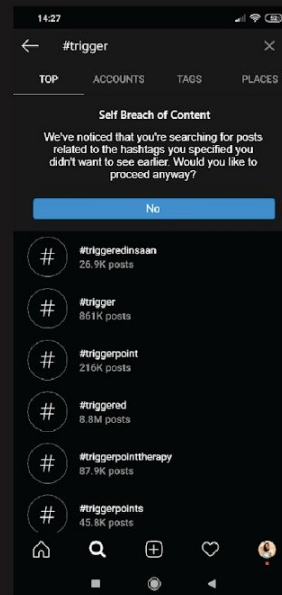 14:27
#trigger
TOP ACCOUNTS TAGS PLACES
Self Breach of Content
We've noticed that you're searching for posts
related to the hashtags you specified you
didn't want to see earlier. Would you like to
proceed anyway?
No
#triggeredinsaan
26.9K posts
#trigger
861K posts
#triggerpoint
216K posts
#triggered
8.8M posts
#triggerpointtherapy
87.9K posts
#triggerpoints
45.8K posts